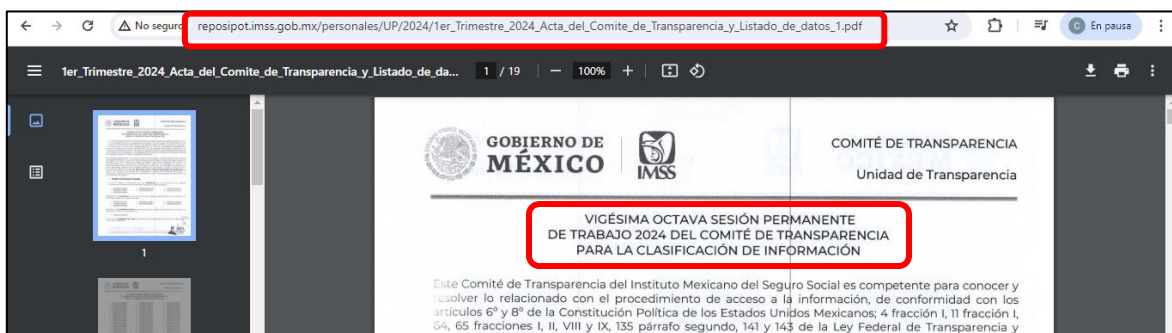 No seguro reposipot.imss.gob.mx/personales/UP/2024/1er_Trimestre_2024_Acta_del_Comite_de_Transparencia_y_Listado_de_datos_1.pdf
C En pausa
1er_Trimestre_2024_Acta_del_Comite_de_Transparencia_y_Listado_de_da... 1 / 19 100%
1
GOBIERNO DE
MÉXICO
IMSS
COMITÉ DE TRANSPARENCIA
Unidad de Transparencia
VIGÉSIMA OCTAVA SESIÓN PERMANENTE
DE TRABAJO 2024 DEL COMITÉ DE TRANSPARENCIA
PARA LA CLASIFICACIÓN DE INFORMACIÓN
Este Comité de Transparencia del Instituto Mexicano del Seguro Social es competente para conocer y
resolver lo relacionado con el procedimiento de acceso a la información, de conformidad con los
artículos 6º y 8º de la Constitución Política de los Estados Unidos Mexicanos; 4 fracción I, 11 fracción I,
64, 65 fracciones I, II, VIII y IX, 135 párrafo segundo, 141 y 143 de la Ley Federal de Transparencia y